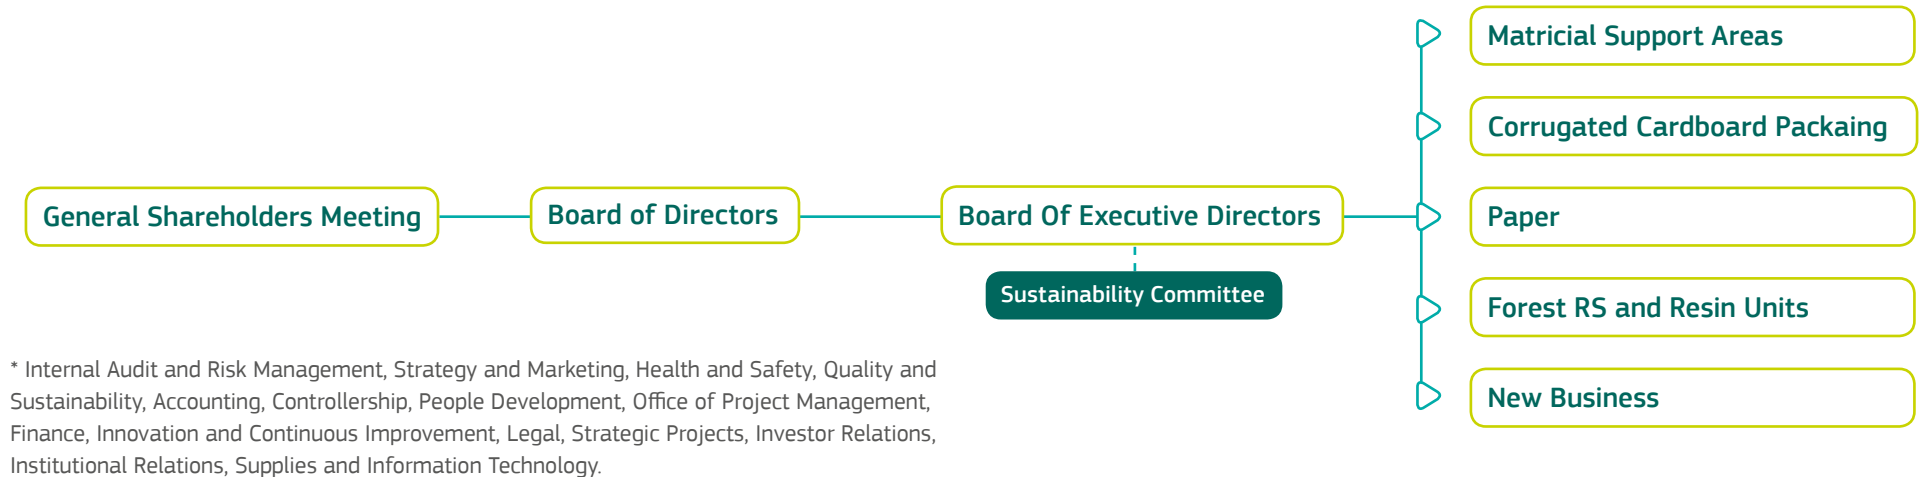 Matricial Support Areas
Corrugated Cardboard Packaing
General Shareholders Meeting
Board of Directors
Board Of Executive Directors
Paper
Sustainability Committee
Forest RS and Resin Units
New Business
* Internal Audit and Risk Management, Strategy and Marketing, Health and Safety, Quality and
Sustainability, Accounting, Controllership, People Development, Office of Project Management,
Finance, Innovation and Continuous Improvement, Legal, Strategic Projects, Investor Relations,
Institutional Relations, Supplies and Information Technology.